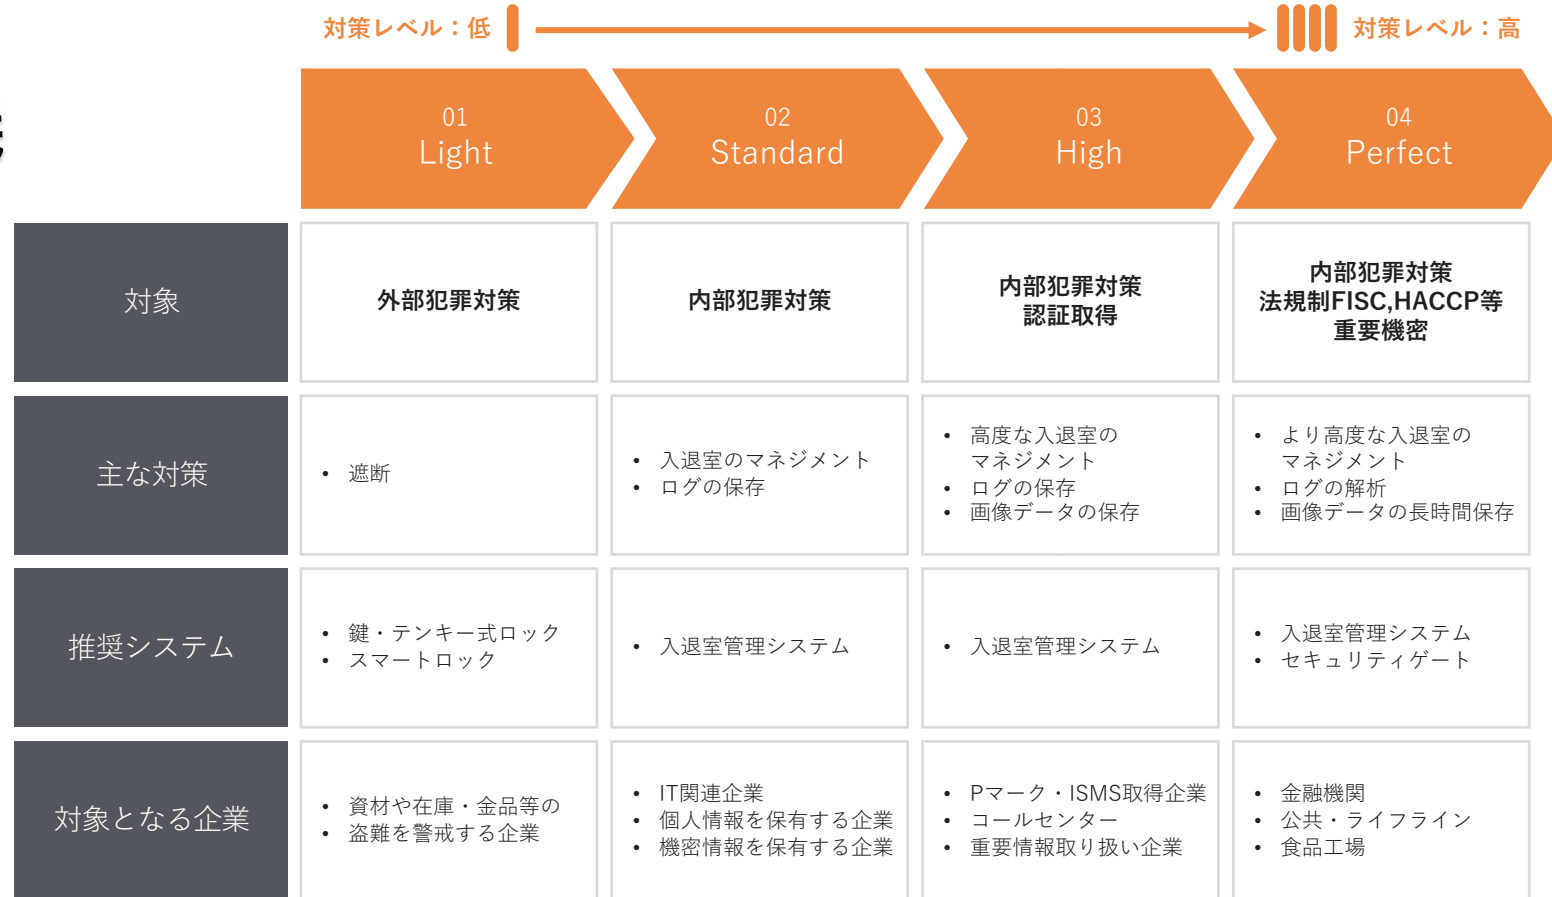 対策レベル：低
対策レベル：高
01
Light
02
Standard
03
High
04
Perfect
対象
外部犯罪対策
内部犯罪対策
内部犯罪対策
認証取得
内部犯罪対策
法規制FISC,HACCP等
重要機密
主な対策
• 遮断
• 入退室のマネジメント
• ログの保存
• 高度な入退室の
マネジメント
• ログの保存
• 画像データの保存
• より高度な入退室の
マネジメント
• ログの解析
• 画像データの長時間保存
推奨システム
• 鍵・テンキー式ロック
• スマートロック
• 入退室管理システム
• 入退室管理システム
• 入退室管理システム
• セキュリティゲート
対象となる企業
• 資材や在庫・金品等の
• 盗難を警戒する企業
• IT関連企業
• 個人情報を保有する企業
• 機密情報を保有する企業
• Pマーク・ISMS取得企業
• コールセンター
• 重要情報取り扱い企業
• 金融機関
• 公共・ライフライン
• 食品工場